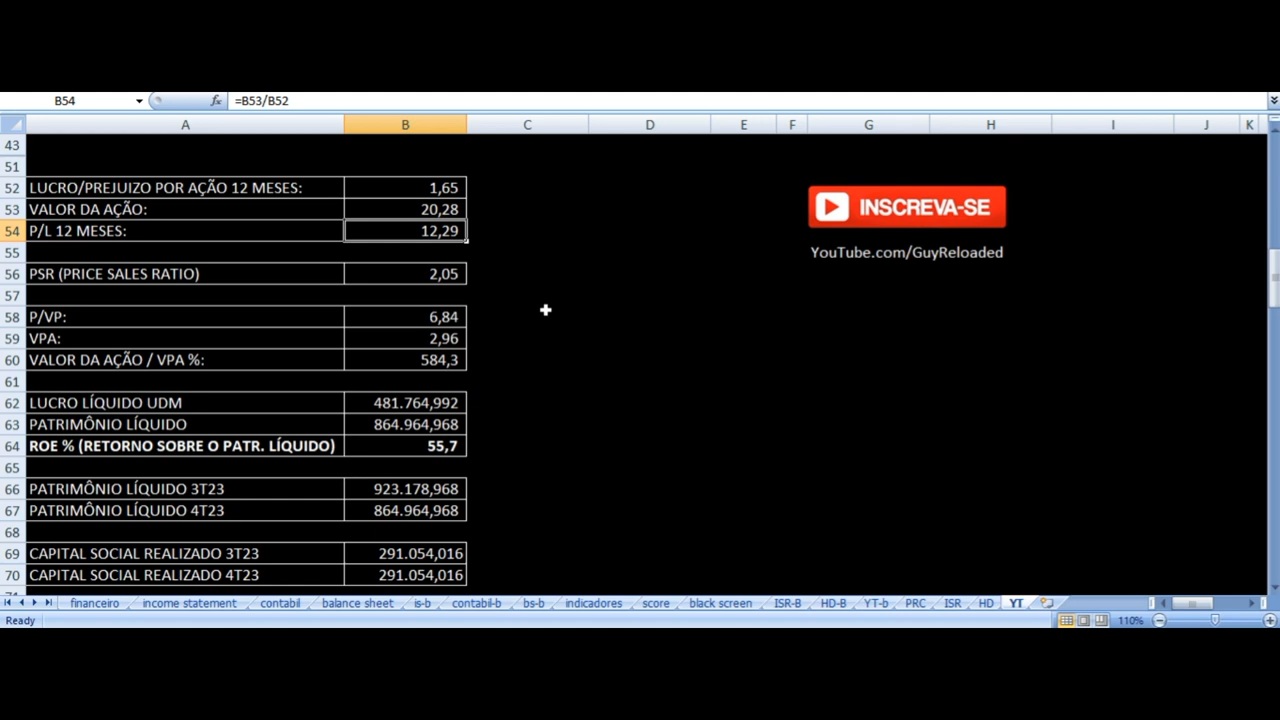 B54 fx =B53/B52
A B C D E F G H I J K
43
51
52 LUCRO/PREJUIZO POR AÇÃO 12 MESES: 1,65
53 VALOR DA AÇÃO: 20,28
54 P/L 12 MESES: 12,29
55
56 PSR (PRICE SALES RATIO) 2,05
57
58 P/VP: 6,84
59 VPA: 2,96
60 VALOR DA AÇÃO / VPA %: 584,3
61
62 LUCRO LÍQUIDO UDM 481.764,992
63 PATRIMÔNIO LÍQUIDO 864.964,968
64 ROE % (RETORNO SOBRE O PATR. LÍQUIDO) 55,7
65
66 PATRIMÔNIO LÍQUIDO 3T23 923.178,968
67 PATRIMÔNIO LÍQUIDO 4T23 864.964,968
68
69 CAPITAL SOCIAL REALIZADO 3T23 291.054,016
70 CAPITAL SOCIAL REALIZADO 4T23 291.054,016
INSCREVA-SE
YouTube.com/GuyReloaded
financeiro income statement contabil balance sheet is-b contabil-b bs-b indicadores score black screen ISR-B HD-B YT-b PRC ISR HD YT
Ready 110%